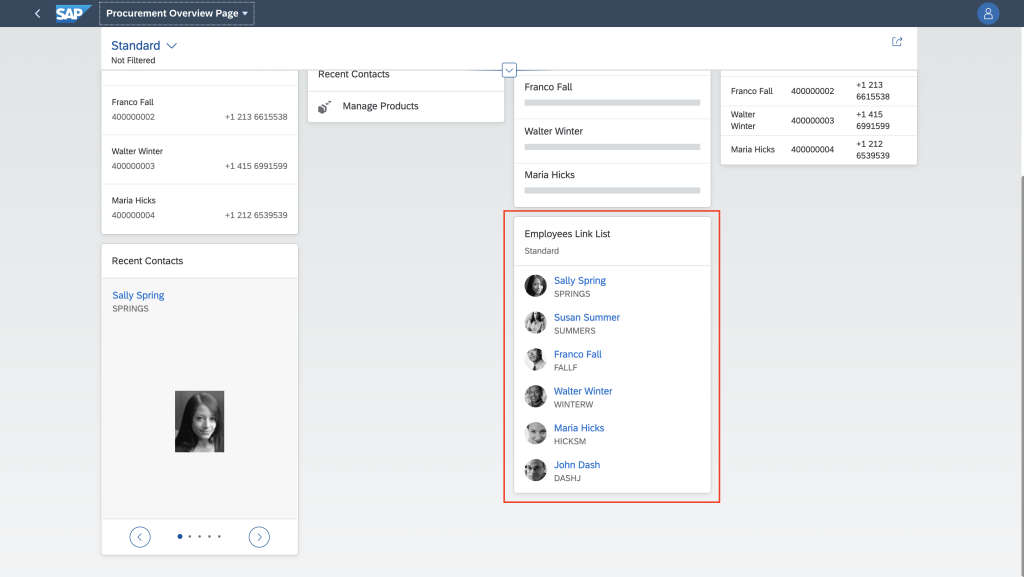 SAP Procurement Overview Page
Standard
Not Filtered
Franco Fall
400000002 +1 213 6615538
Walter Winter
400000003 +1 415 6991599
Maria Hicks
400000004 +1 212 6539539
Recent Contacts
Sally Spring
SPRINGS
Recent Contacts
Manage Products
Franco Fall
Walter Winter
Maria Hicks
Employees Link List
Standard
Sally Spring
SPRINGS
Susan Summer
SUMMERS
Franco Fall
FALLF
Walter Winter
WINTERW
Maria Hicks
HICKSM
John Dash
DASHJ
Franco Fall 400000002 +1 213
6615538
Walter
Winter 400000003 +1 415
6991599
Maria Hicks 400000004 +1 212
6539539